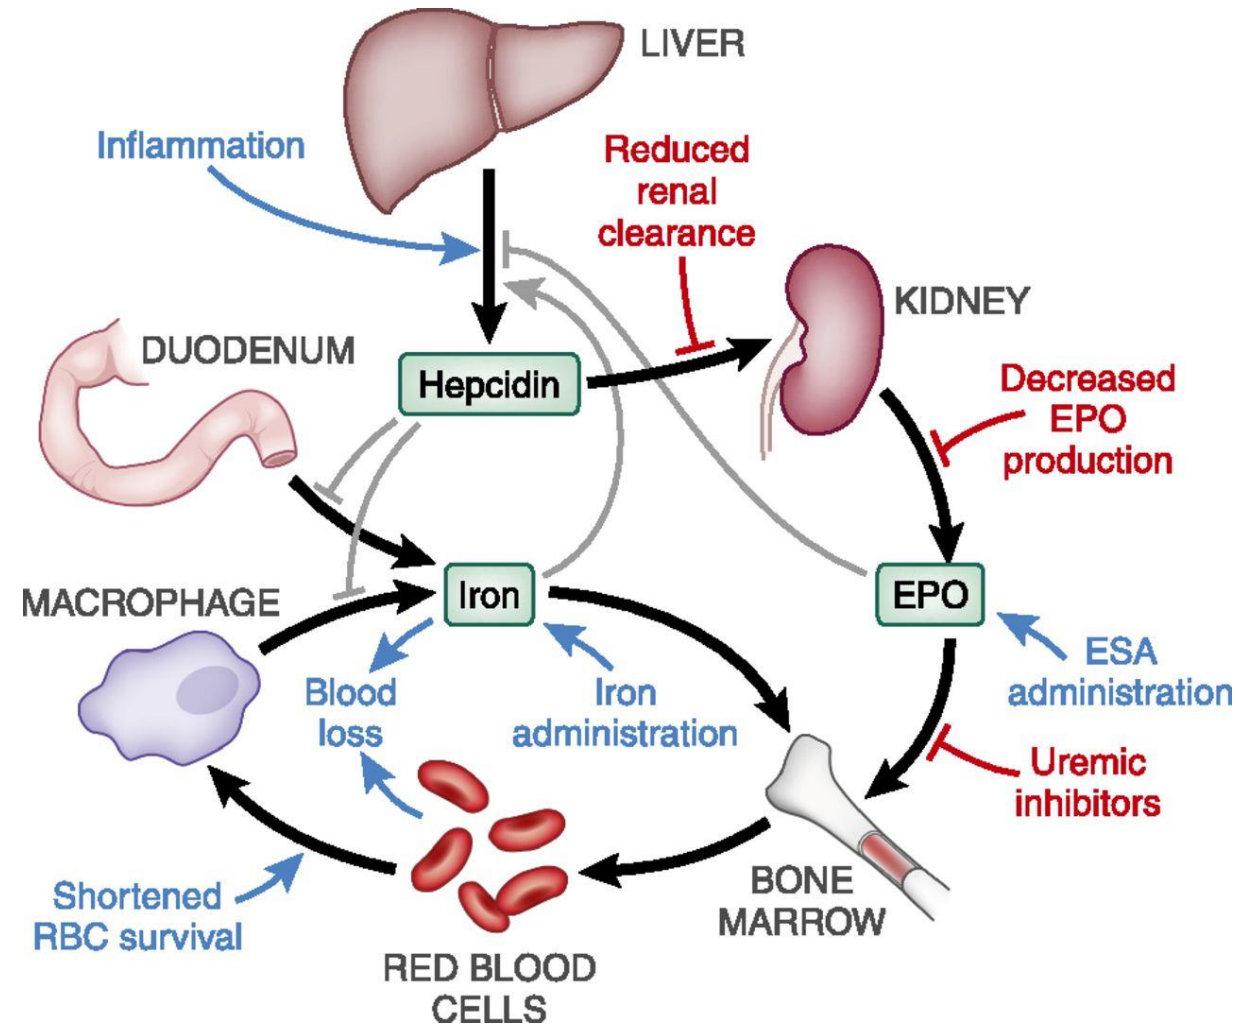 LIVER
Inflammation
Reduced
renal
clearance
KIDNEY
DUODENUM
Hepcidin
Decreased
EPO
production
MACROPHAGE
Iron
EPO
Blood
loss
Iron
administration
ESA
administration
Uremic
inhibitors
Shortened
RBC survival
BONE
MARROW
RED BLOOD
CELLS